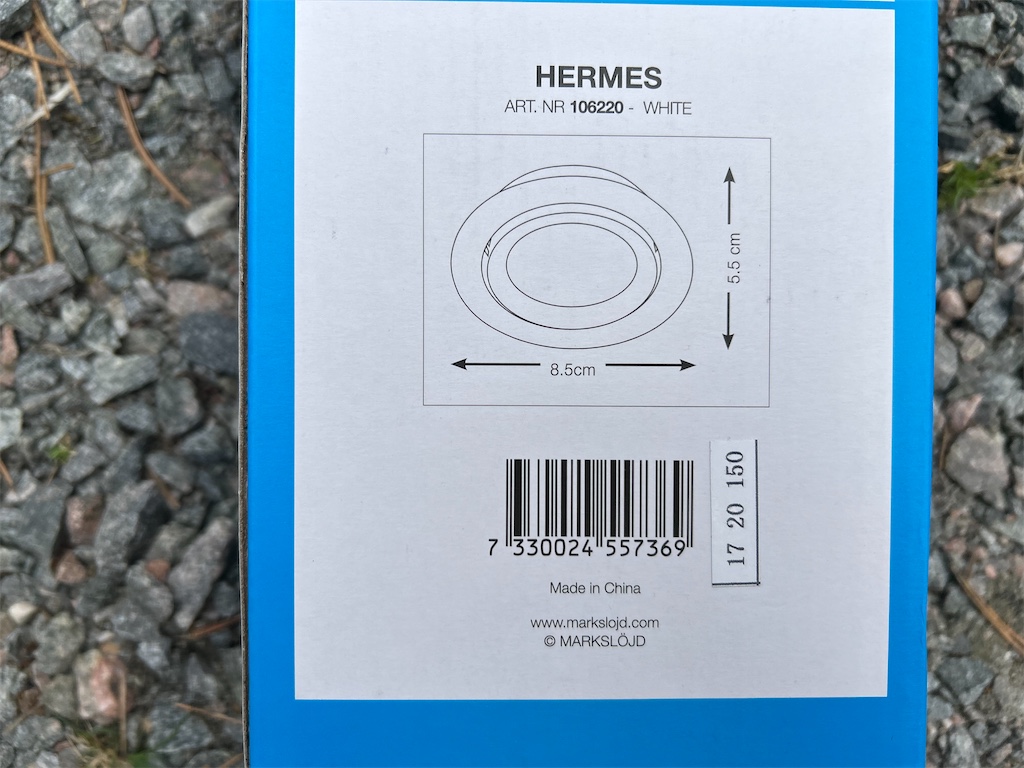 HERMES
ART. NR 106220 - WHITE
5.5 cm
8.5cm
7 330024 557369
17 20 150
Made in China
www.markslojd.com
© MARKSLÖJD